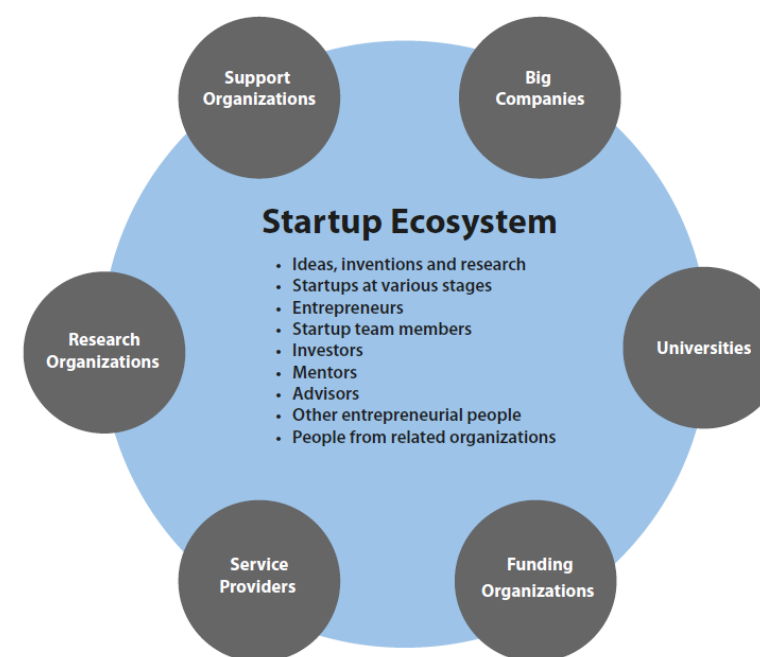 Support
Organizations
Big
Companies
Startup Ecosystem
• Ideas, inventions and research
• Startups at various stages
• Entrepreneurs
• Startup team members
• Investors
• Mentors
• Advisors
• Other entrepreneurial people
• People from related organizations
Research
Organizations
Universities
Service
Providers
Funding
Organizations